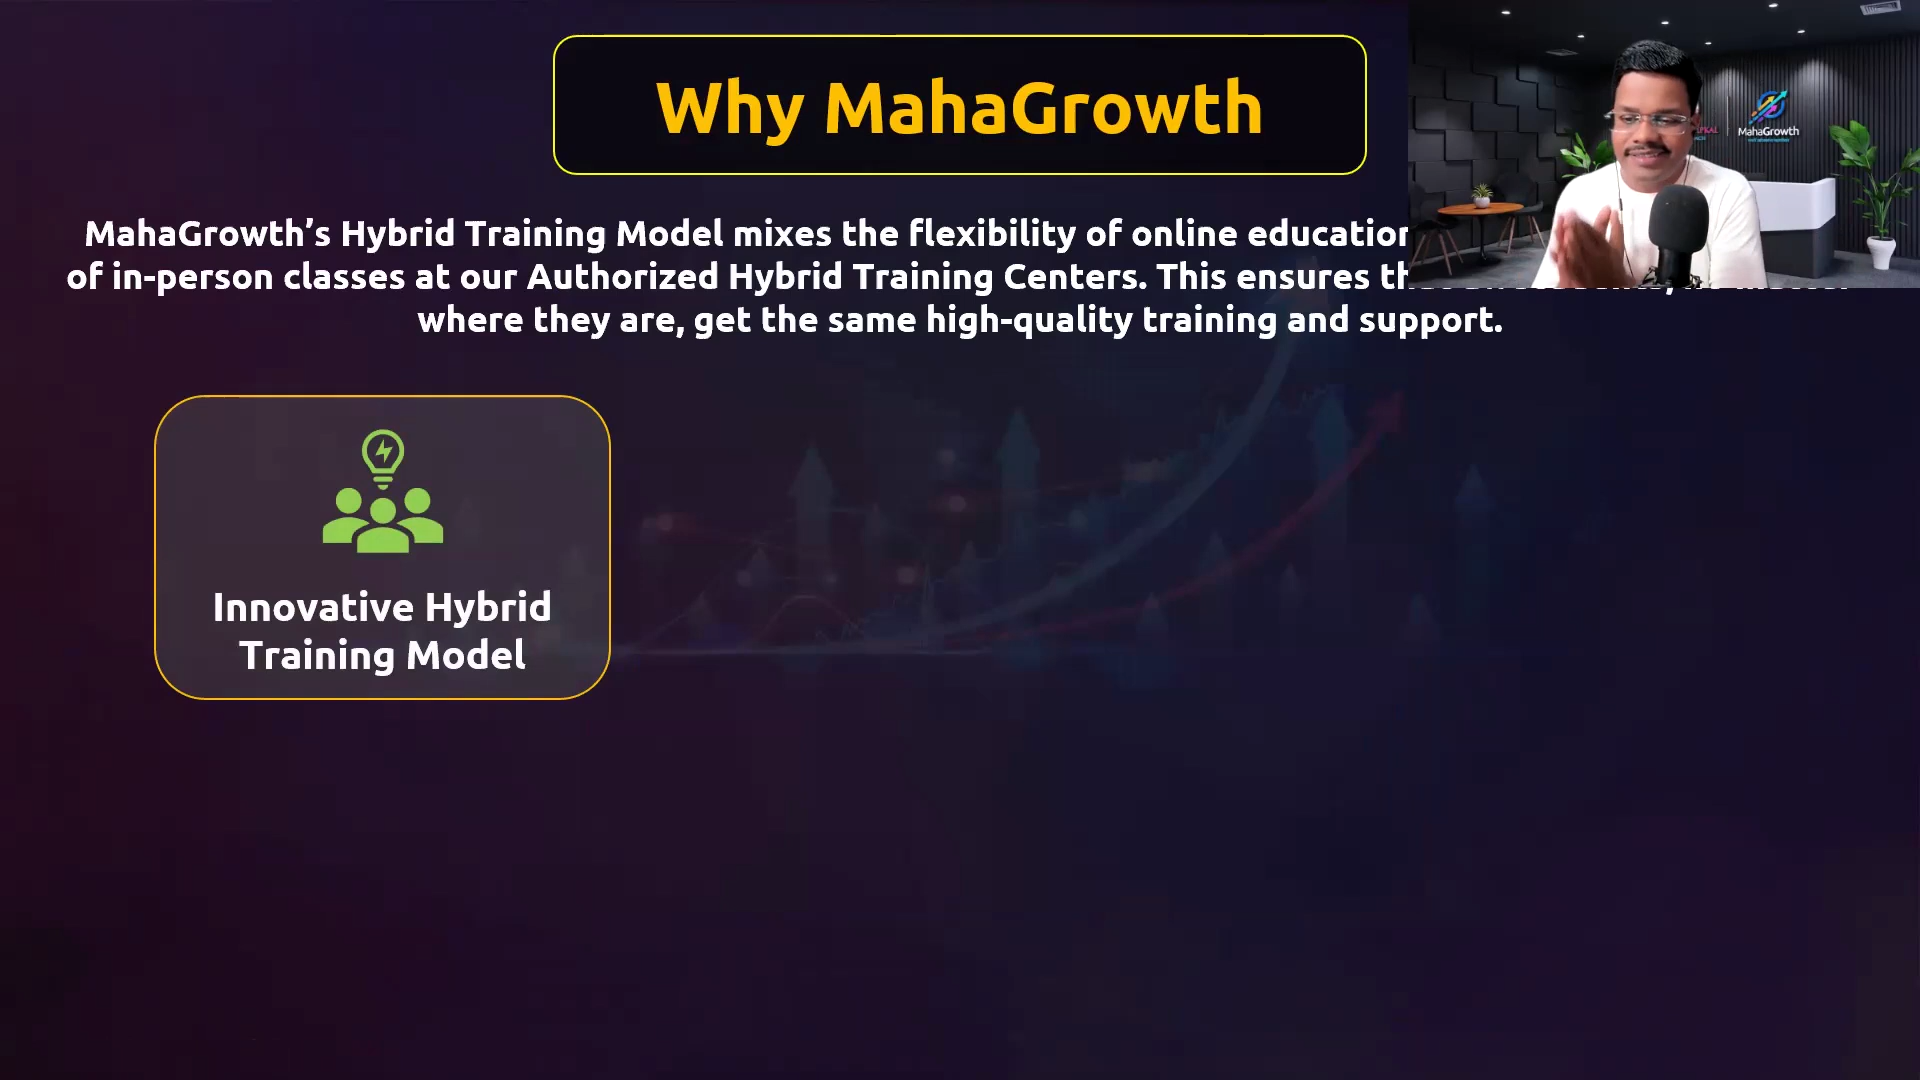 Why MahaGrowth
MahaGrowth’s Hybrid Training Model mixes the flexibility of online education
of in-person classes at our Authorized Hybrid Training Centers. This ensures
where they are, get the same high-quality training and support.
Innovative Hybrid
Training Model
MahaGrowth